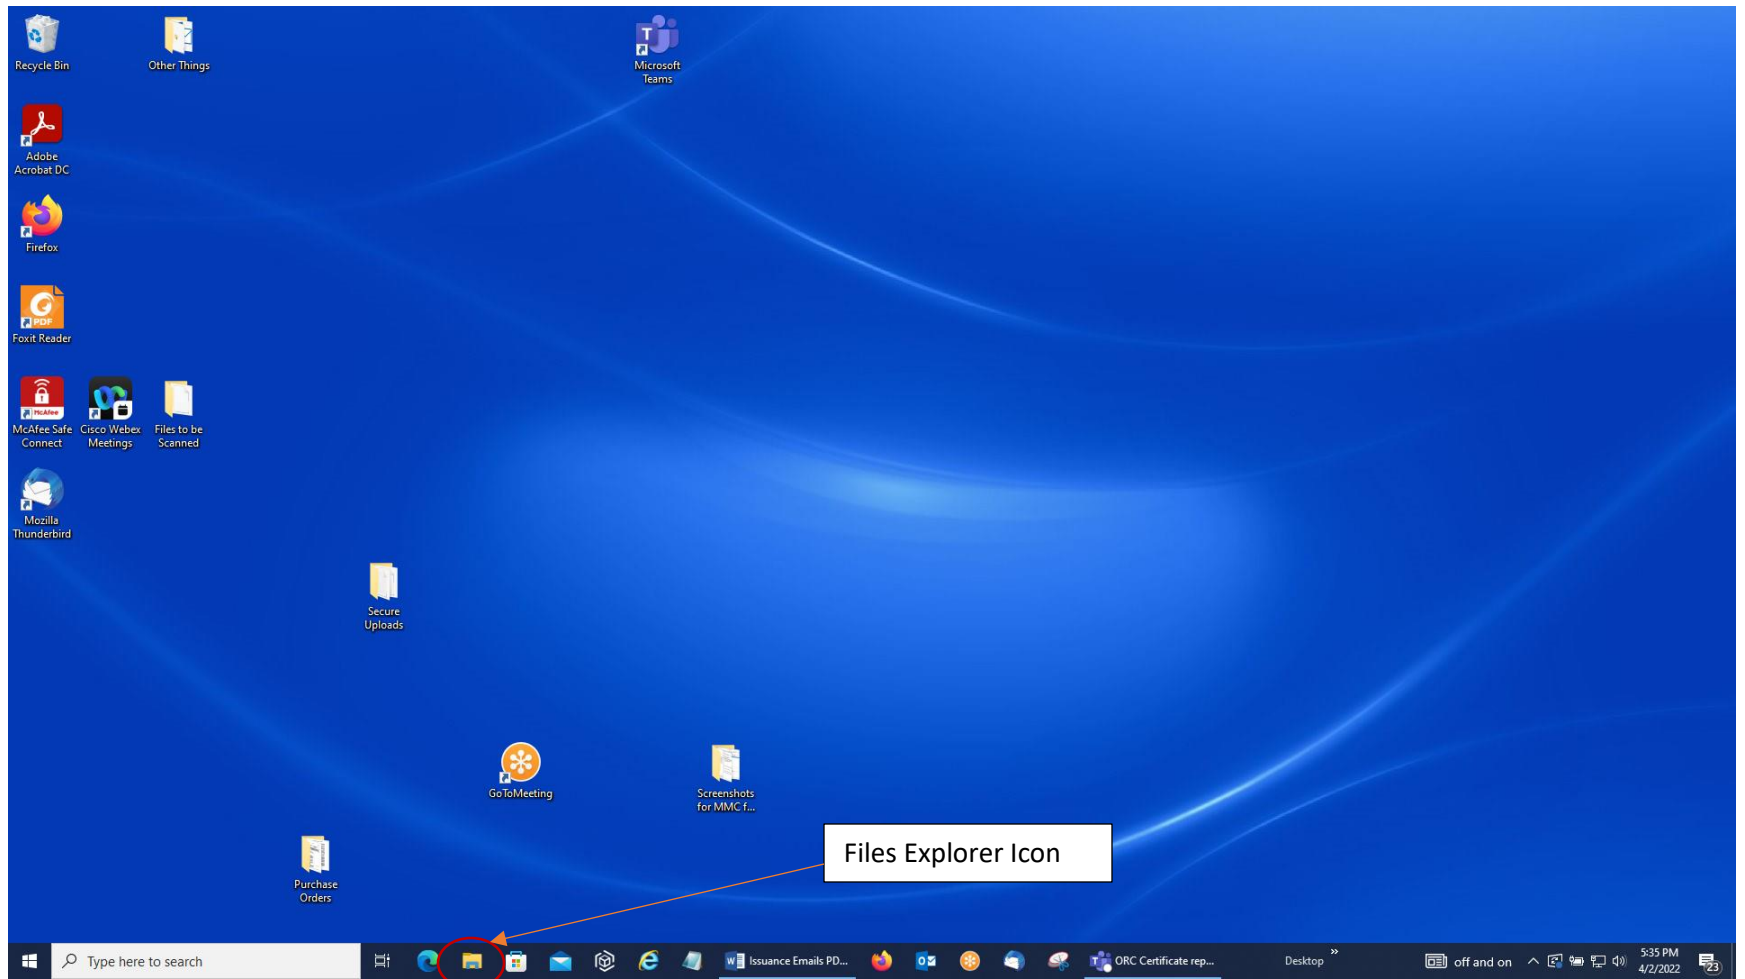 Recycle Bin
Other Things
Microsoft
Teams
Adobe
Acrobat DC
Firefox
PDF
Foxit Reader
McAfee
McAfee Safe
Connect
Cisco Webex
Meetings
Files to be
Scanned
Mozilla
Thunderbird
Secure
Uploads
GoToMeeting
Screenshots
for MMC f...
Files Explorer Icon
Purchase
Orders
Type here to search
Issuance Emails PD...
ORC Certificate rep...
Desktop
off and on
5:35 PM
4/2/2022
23